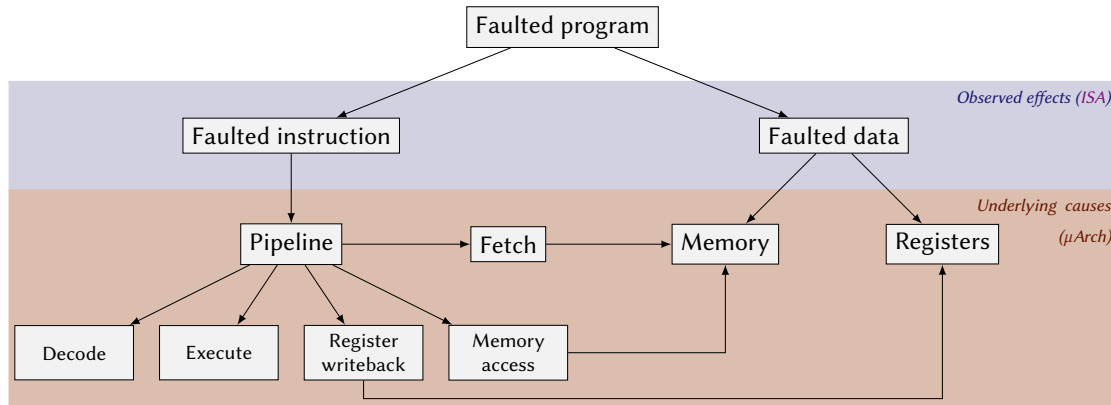 Faulted program
Observed effects (ISA)
Faulted instruction
Faulted data
Underlying causes
(μArch)
Pipeline
Fetch
Memory
Registers
Decode
Execute
Register
writeback
Memory
access